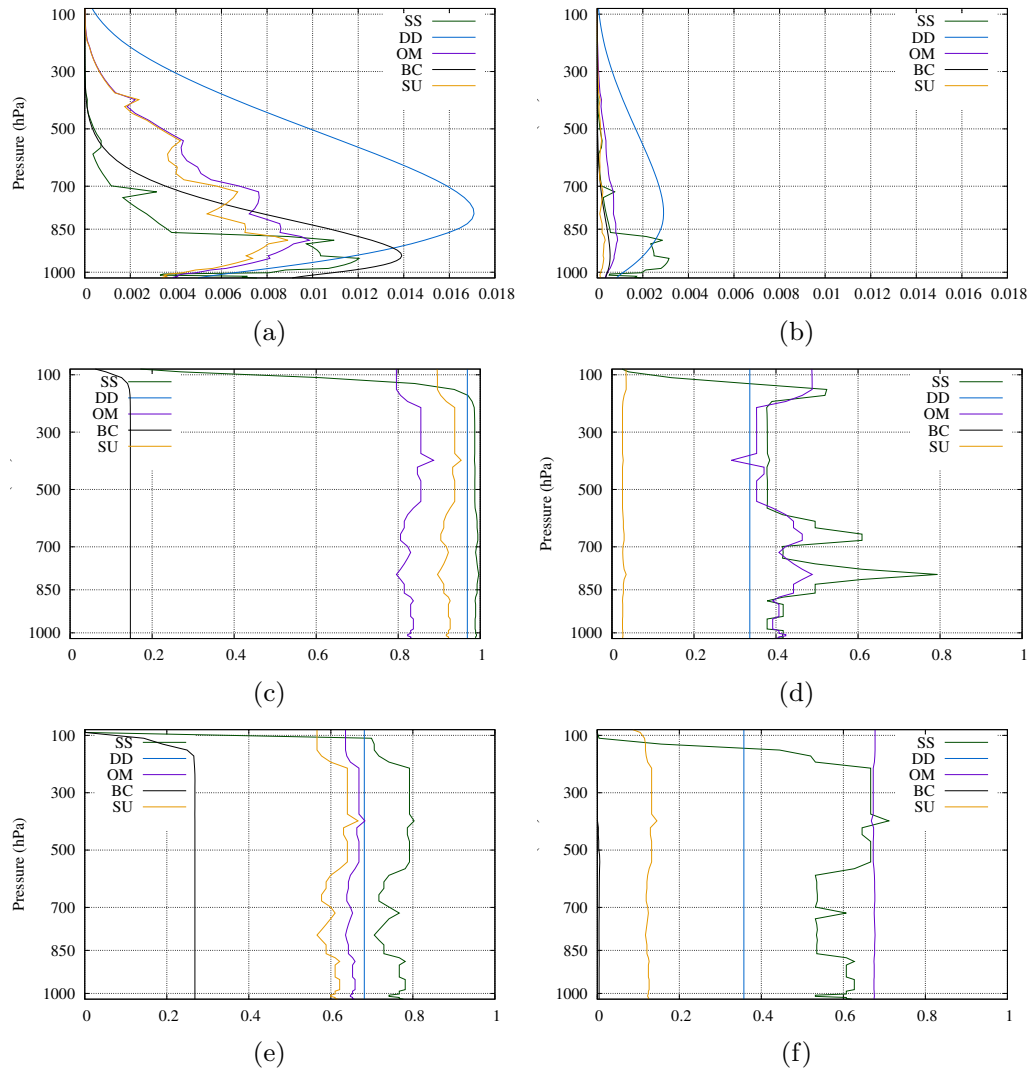 100
300
500
700
850
1000
Pressure (hPa)
0 0.002 0.004 0.006 0.008 0.01 0.012 0.014 0.016 0.018
SS
DD
OM
BC
SU
(a)
100
300
500
700
850
1000
0 0.002 0.004 0.006 0.008 0.01 0.012 0.014 0.016 0.018
SS
DD
OM
BC
SU
(b)
100
300
500
700
850
1000
0 0.2 0.4 0.6 0.8 1
SS
DD
OM
BC
SU
(c)
100
300
500
700
850
1000
Pressure (hPa)
0 0.2 0.4 0.6 0.8 1
SS
DD
OM
BC
SU
(d)
100
300
500
700
850
1000
Pressure (hPa)
0 0.2 0.4 0.6 0.8 1
SS
DD
OM
BC
SU
(e)
100
300
500
700
850
1000
0 0.2 0.4 0.6 0.8 1
SS
DD
OM
BC
SU
(f)